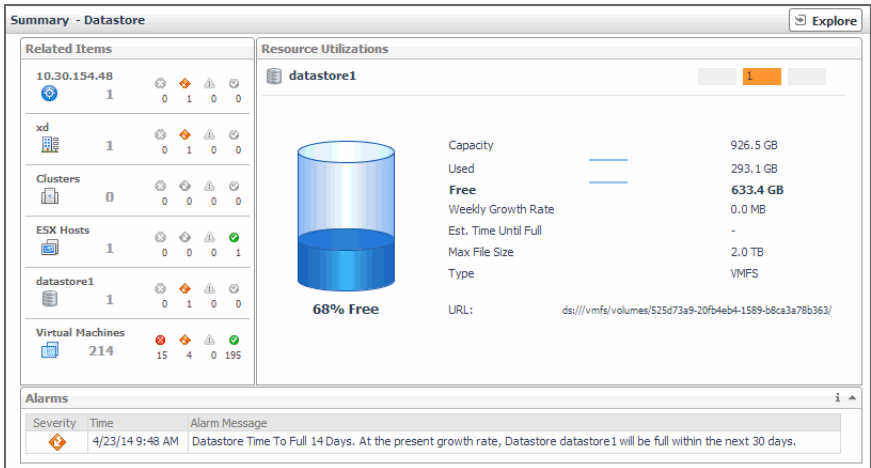 Summary - Datastore
Explore
Related Items
10.30.154.48
1
0 1 0 0
xd
1
0 1 0 0
Clusters
0
0 0 0 0
ESX Hosts
1
0 0 0 1
datastore1
1
0 1 0 0
Virtual Machines
214
15 4 0 195
Resource Utilizations
datastore1
1
68% Free
Capacity 926.5 GB
Used 293.1 GB
Free 633.4 GB
Weekly Growth Rate 0.0 MB
Est. Time Until Full -
Max File Size 2.0 TB
Type VMFS
URL: ds:///vmfs/volumes/525d73a9-20fb4eb4-1589-b8ca3a78b363/
Alarms
Severity Time Alarm Message
4/23/14 9:48 AM Datastore Time To Full 14 Days. At the present growth rate, Datastore datastore1 will be full within the next 30 days.